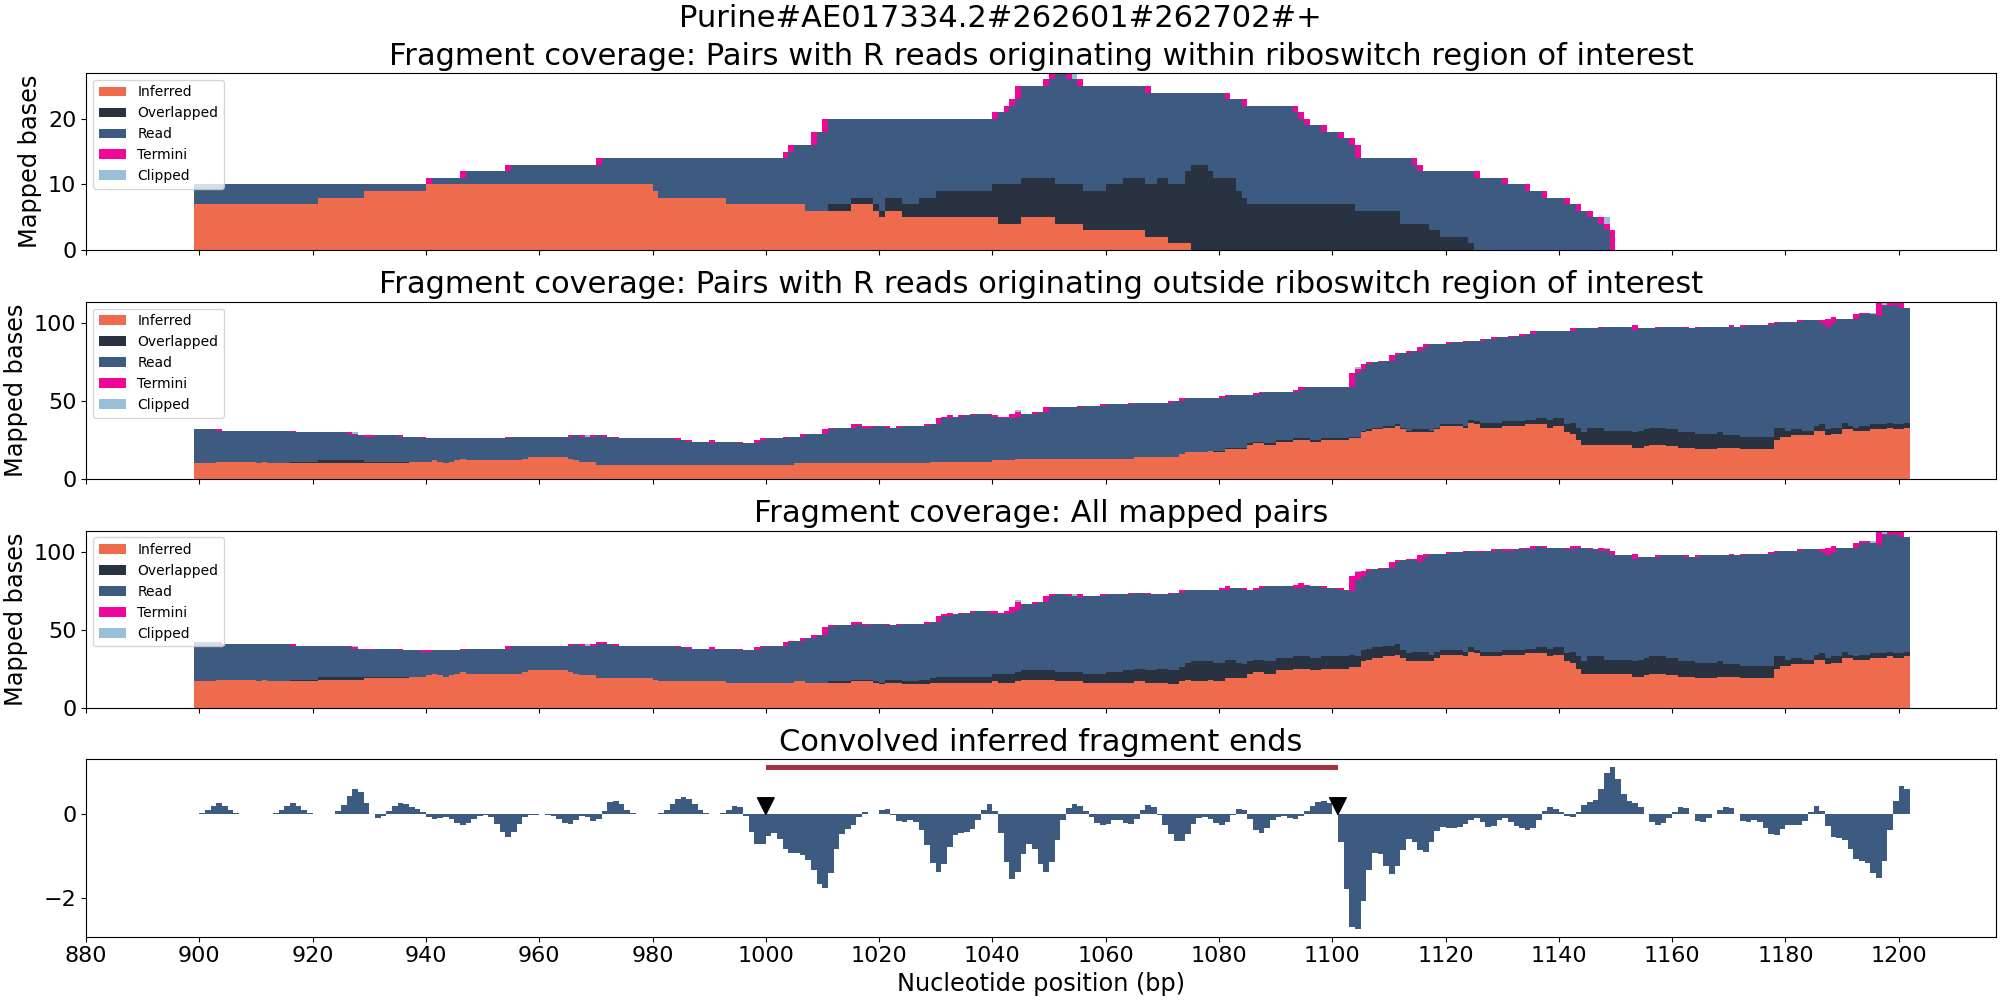 Purine#AE017334.2#262601#262702#+
Fragment coverage: Pairs with R reads originating within riboswitch region of interest
Mapped bases
20
10
0
Inferred
Overlapped
Read
Termini
Clipped
Fragment coverage: Pairs with R reads originating outside riboswitch region of interest
Mapped bases
100
50
0
Inferred
Overlapped
Read
Termini
Clipped
Fragment coverage: All mapped pairs
Mapped bases
100
50
0
Inferred
Overlapped
Read
Termini
Clipped
Convolved inferred fragment ends
0
−2
880 900 920 940 960 980 1000 1020 1040 1060 1080 1100 1120 1140 1160 1180 1200
Nucleotide position (bp)